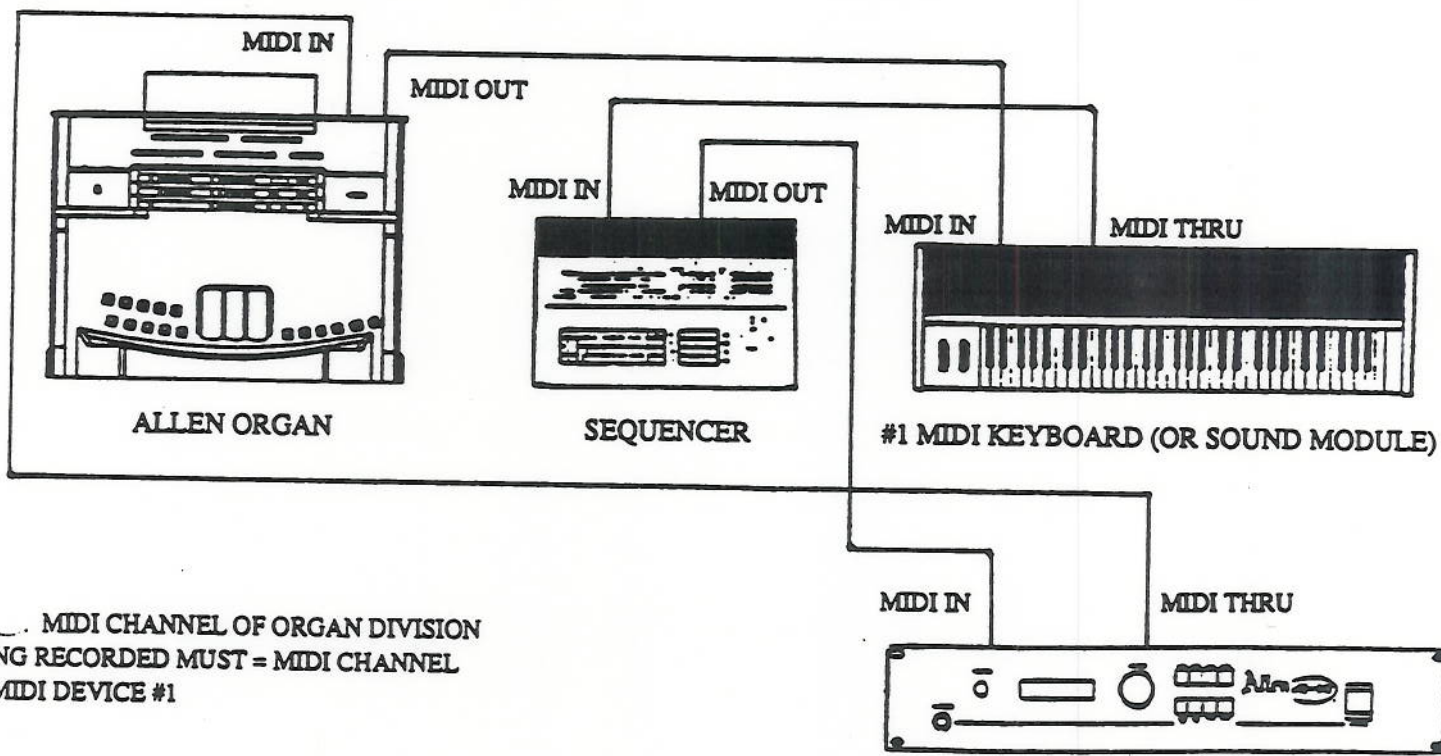 MIDI IN
MIDI OUT
MIDI IN
MIDI OUT
MIDI IN
MIDI THRU
ALLEN ORGAN
SEQUENCER
#1 MIDI KEYBOARD (OR SOUND MODULE)
MIDI IN
MIDI THRU
. MIDI CHANNEL OF ORGAN DIVISION
NG RECORDED MUST = MIDI CHANNEL
MIDI DEVICE #1